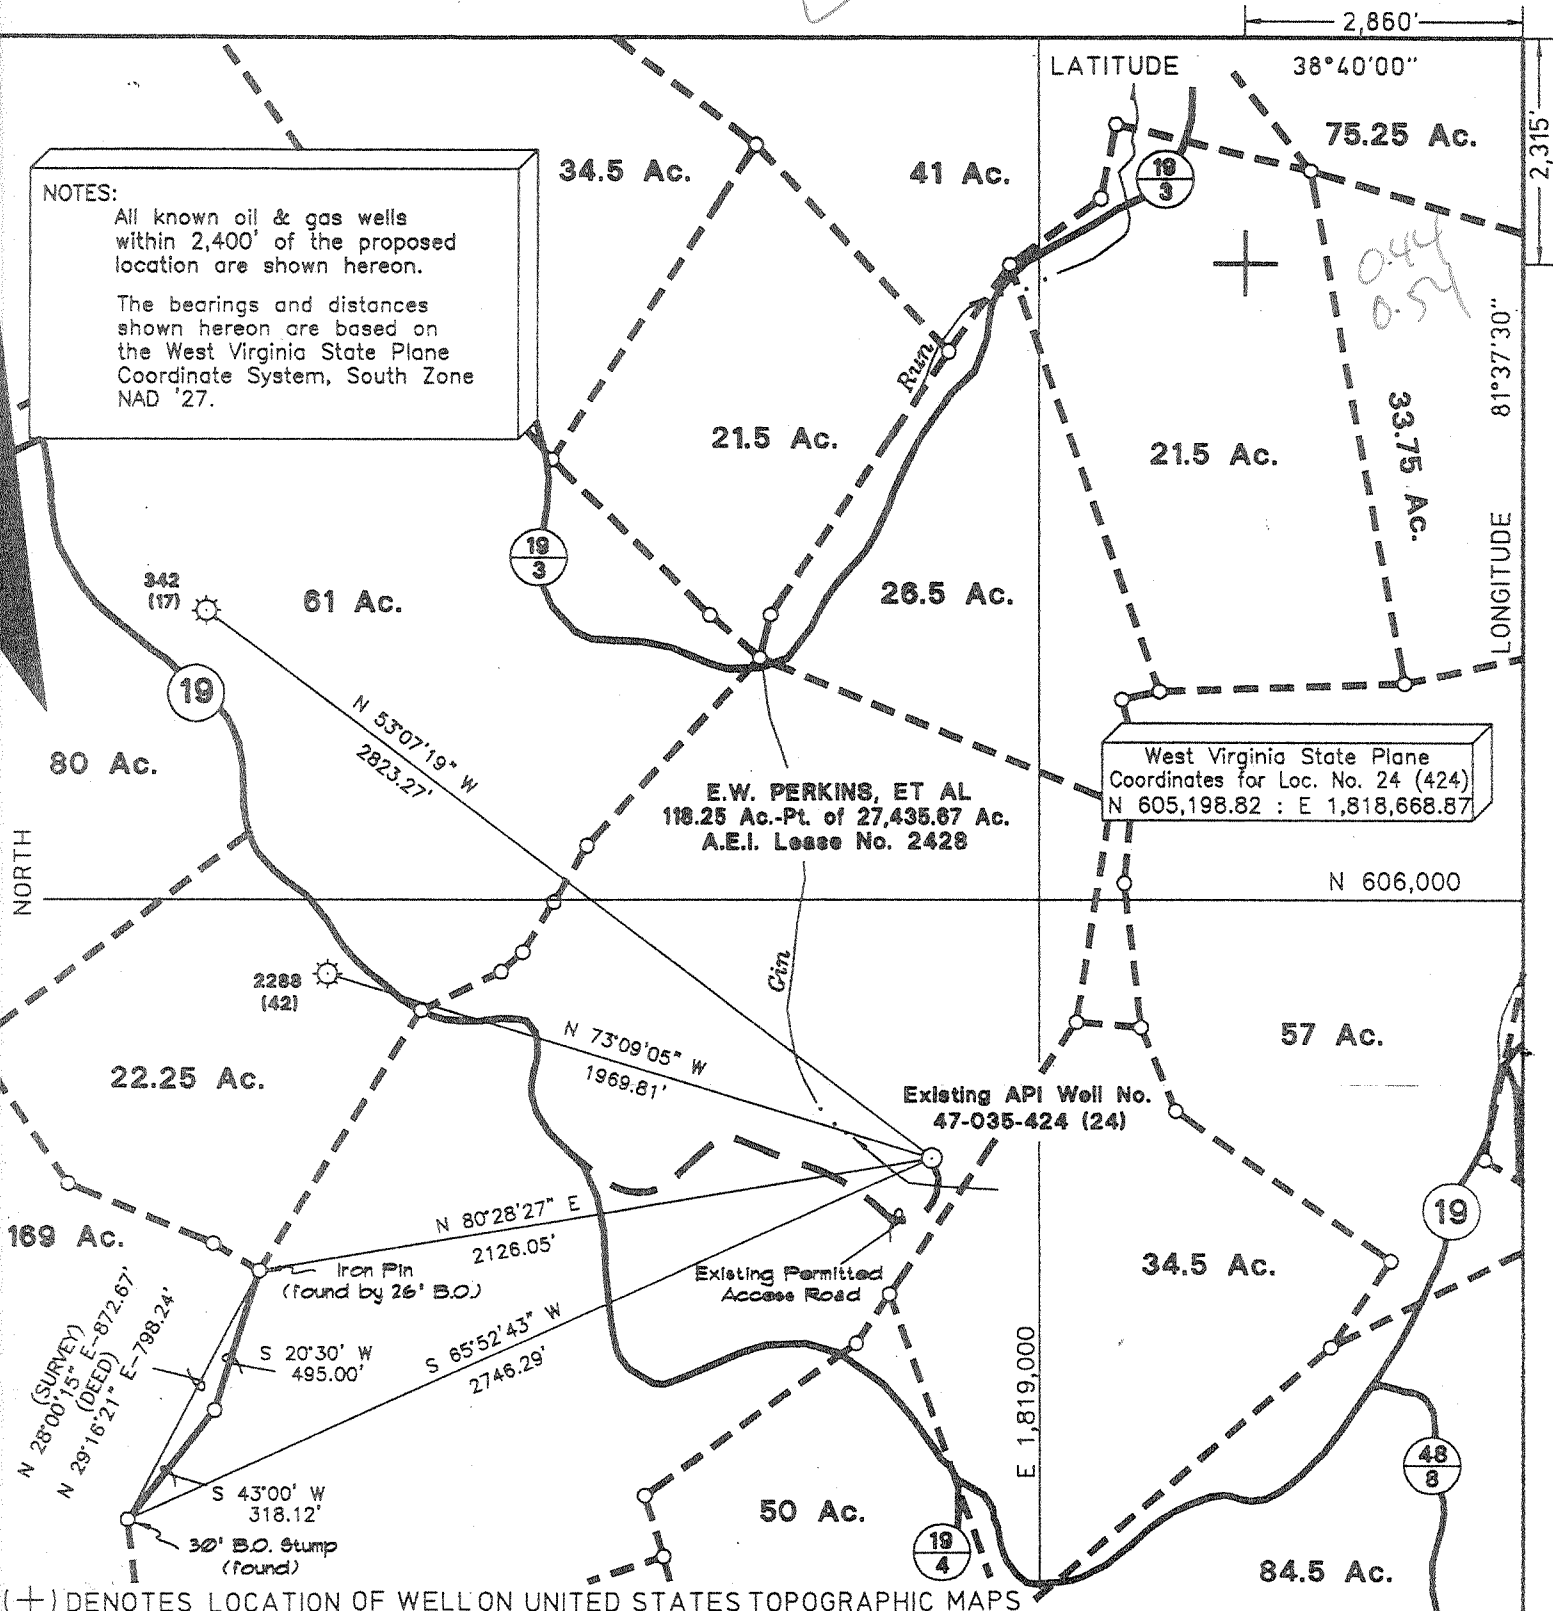 2,860'
LATITUDE 38°40'00"
2,315'
75.25 Ac.
34.5 Ac.
41 Ac.
19
3
NOTES:
All known oil & gas wells
within 2,400' of the proposed
location are shown hereon.
The bearings and distances
shown hereon are based on
the West Virginia State Plane
Coordinate System, South Zone
NAD '27.
0.44
0.54
81°37'30"
LONGITUDE
Run
21.5 Ac.
21.5 Ac.
33.75 Ac.
19
3
342
(17)
61 Ac.
26.5 Ac.
19
N 53°07'19" W
2823.27'
80 Ac.
West Virginia State Plane
Coordinates for Loc. No. 24 (424)
N 605,198.82 : E 1,818,668.87
E.W. PERKINS, ET AL
118.25 Ac.-Pt. of 27,435.67 Ac.
A.E.I. Lease No. 2428
NORTH
N 606,000
Gin
2288
(42)
N 73°09'05" W
1969.81'
57 Ac.
22.25 Ac.
Existing API Well No.
47-035-424 (24)
169 Ac.
N 80°28'27" E
2126.05'
19
Iron Pin
(found by 26' B.O.)
Existing Permitted
Access Road
34.5 Ac.
S 65°52'43" W
2746.29'
(SURVEY)
N 28°00'15" E-872.67'
(DEED)
N 29°16'21" E-798.24'
S 20°30' W
495.00'
E 1,819,000
48
8
S 43°00' W
318.12'
50 Ac.
30' B.O. Stump
(found)
19
4
84.5 Ac.
(+) DENOTES LOCATION OF WELL ON UNITED STATES TOPOGRAPHIC MAPS